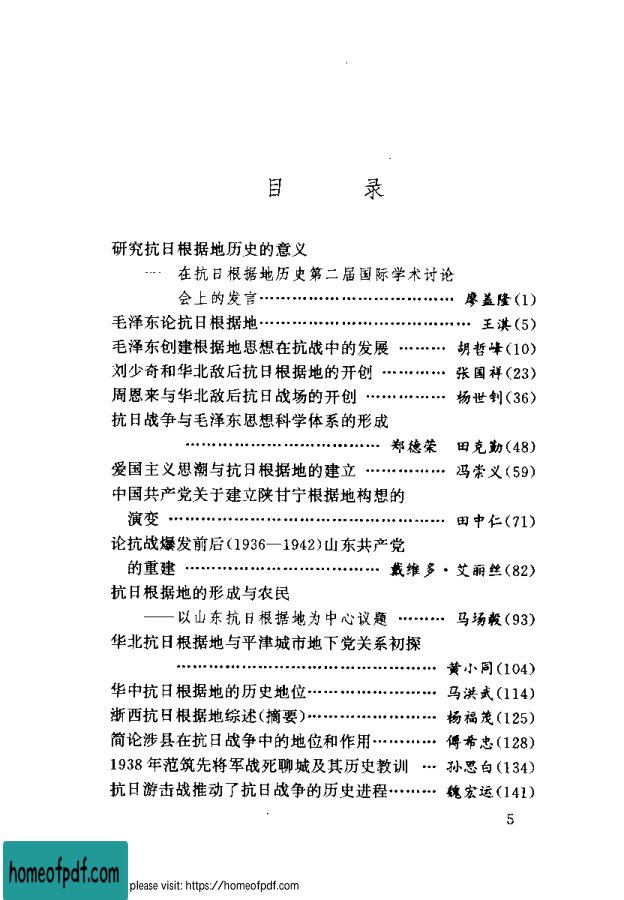 目 录
研究抗日根据地历史的意义
—— 在抗日根据地历史第二届国际学术讨论
会上的发言………………………………廖盖隆(1)
毛泽东论抗日根据地…………………………………王淇(5)
毛泽东创建根据地思想在抗战中的发展………胡哲峰(10)
刘少奇和华北敌后抗日根据地的开创…………张国祥(23)
周恩来与华北敌后抗日战场的开创……………杨世钊(36)
抗日战争与毛泽东思想科学体系的形成
………………………………郑德荣 田克勤(48)
爱国主义思潮与抗日根据地的建立……………冯崇义(59)
中国共产党关于建立陕甘宁根据地构想的
演变……………………………………………田中仁(71)
论抗战爆发前后(1936—1942)山东共产党
的重建………………………………戴维多·艾丽丝(82)
抗日根据地的形成与农民
——以山东抗日根据地为中心议题………马场毅(93)
华北抗日根据地与平津城市地下党关系初探
…………………………………………黄小同(104)
华中抗日根据地的历史地位……………………马洪武(114)
浙西抗日根据地综述(摘要)……………………杨福茂(125)
简论涉县在抗日战争中的地位和作用…………傅希忠(128)
1938年范筑先将军战死聊城及其历史教训…孙思白(134)
抗日游击战推动了抗日战争的历史进程………魏宏运(141)
5
homeofpdf.com
please visit: https://homeofpdf.com